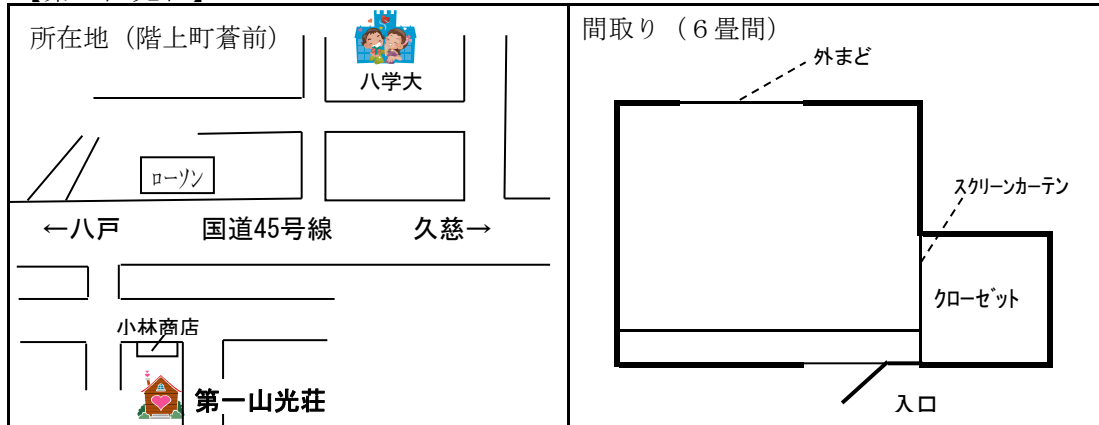 所在地（階上町蒼前）
八学大
ローソン
←八戸 国道45号線 久慈→
小林商店
第一山光荘
間取り（６畳間）
外まど
スクリーンカーテン
クローゼット
入口